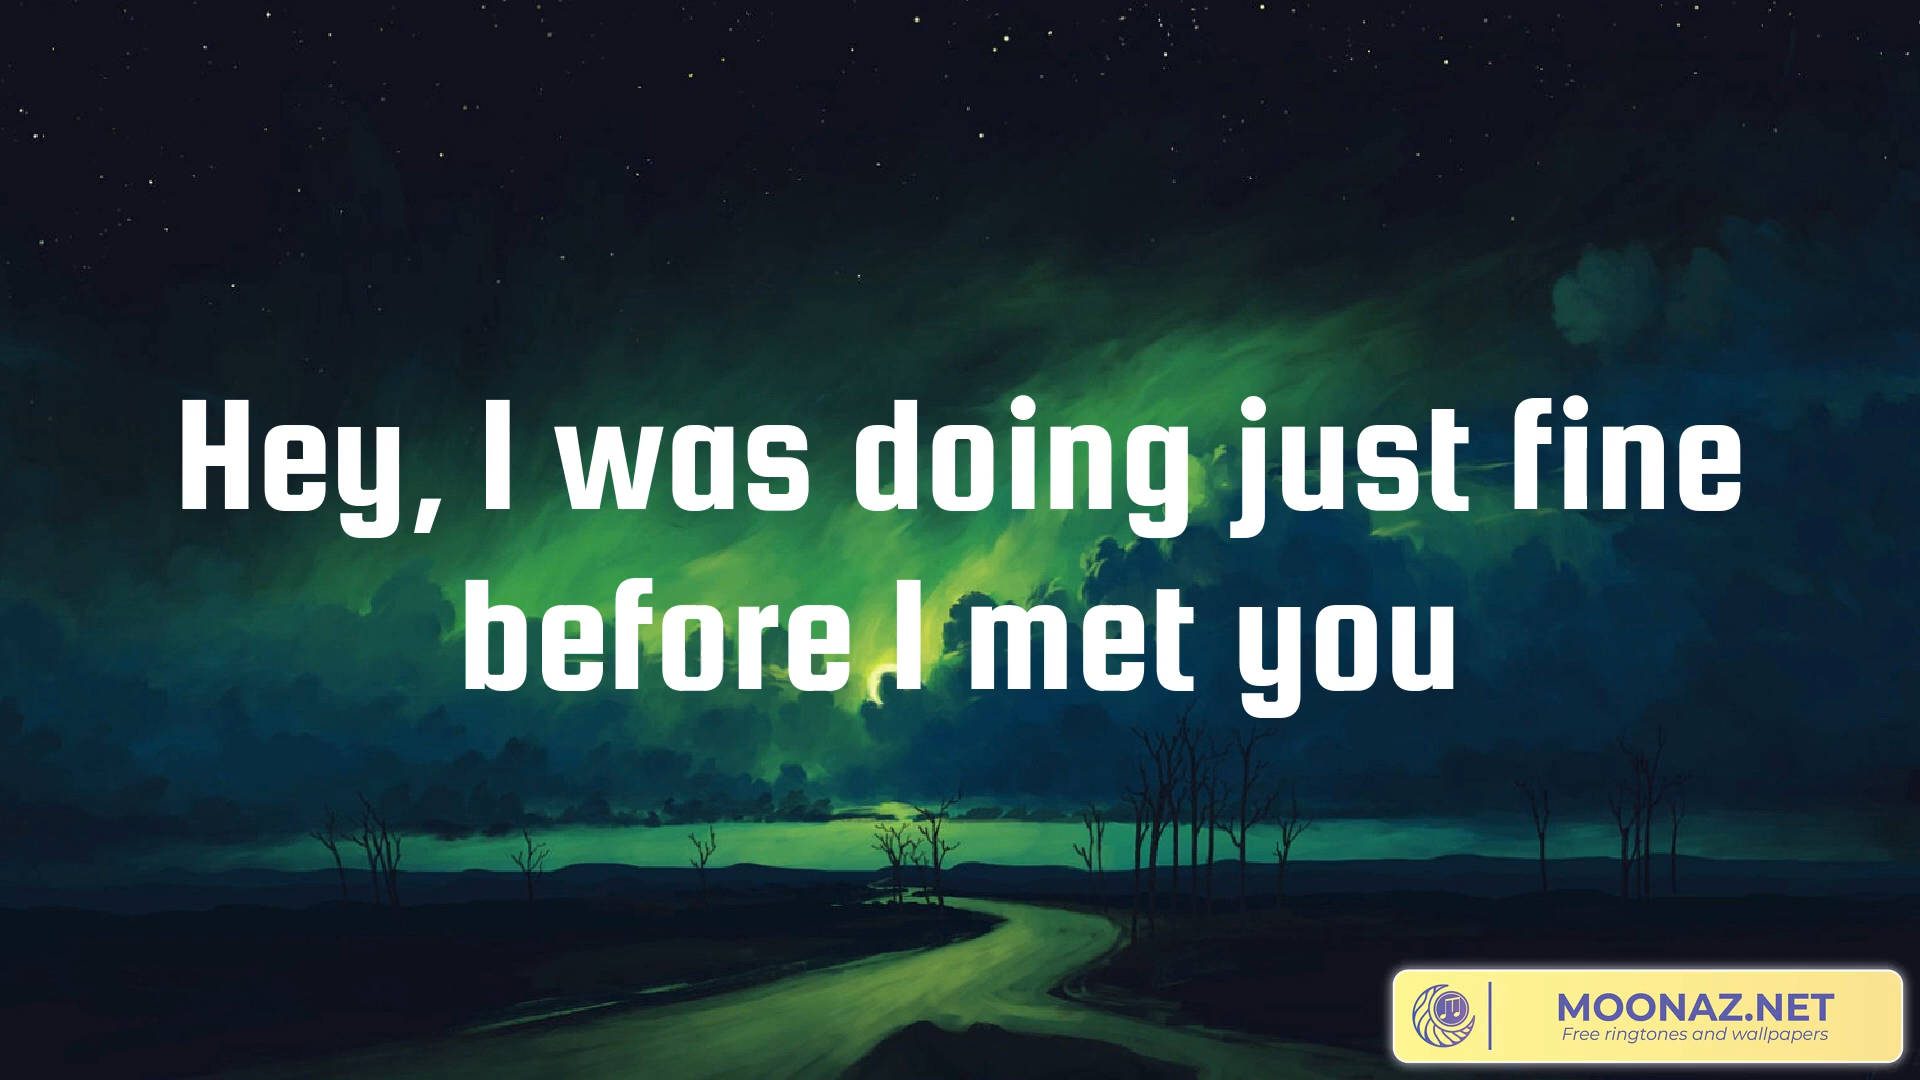 Hey, I was doing just fine
before I met you
MOONAZ.NET
Free ringtones and wallpapers